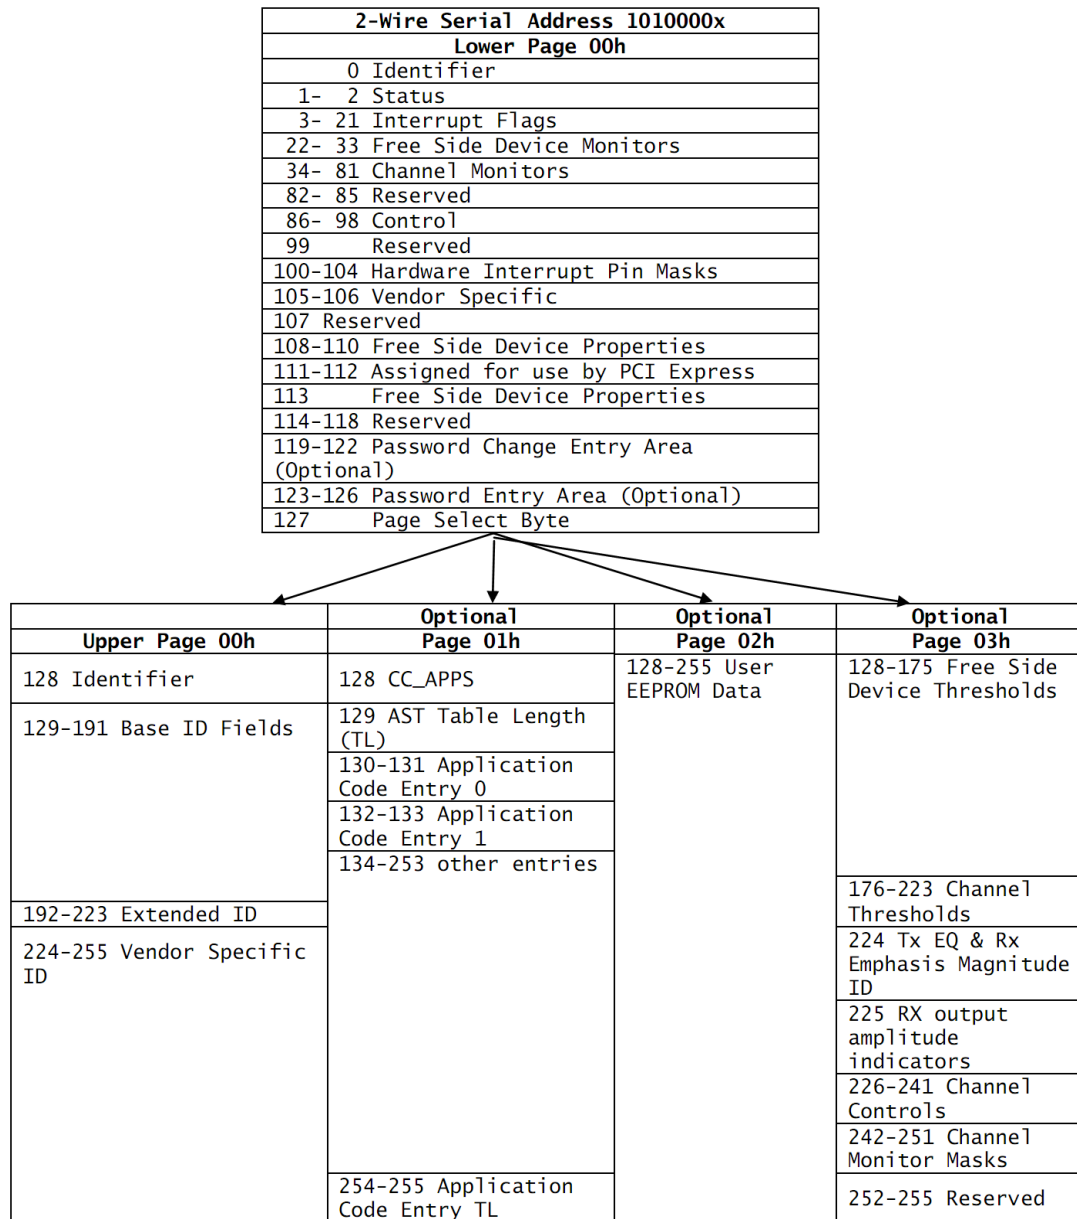 2-Wire Serial Address 1010000x
Lower Page 00h
0 Identifier
1- 2 Status
3- 21 Interrupt Flags
22- 33 Free Side Device Monitors
34- 81 Channel Monitors
82- 85 Reserved
86- 98 Control
99 Reserved
100-104 Hardware Interrupt Pin Masks
105-106 Vendor Specific
107 Reserved
108-110 Free Side Device Properties
111-112 Assigned for use by PCI Express
113 Free Side Device Properties
114-118 Reserved
119-122 Password Change Entry Area
(Optional)
123-126 Password Entry Area (Optional)
127 Page Select Byte
Upper Page 00h
128 Identifier
129-191 Base ID Fields
192-223 Extended ID
224-255 Vendor Specific
ID
Optional
Page 01h
128 CC_APPS
129 AST Table Length
(TL)
130-131 Application
Code Entry 0
132-133 Application
Code Entry 1
134-253 other entries
254-255 Application
Code Entry TL
Optional
Page 02h
128-255 User
EEPROM Data
Optional
Page 03h
128-175 Free Side
Device Thresholds
176-223 Channel
Thresholds
224 Tx EQ & Rx
Emphasis Magnitude
ID
225 RX output
amplitude
indicators
226-241 Channel
Controls
242-251 Channel
Monitor Masks
252-255 Reserved